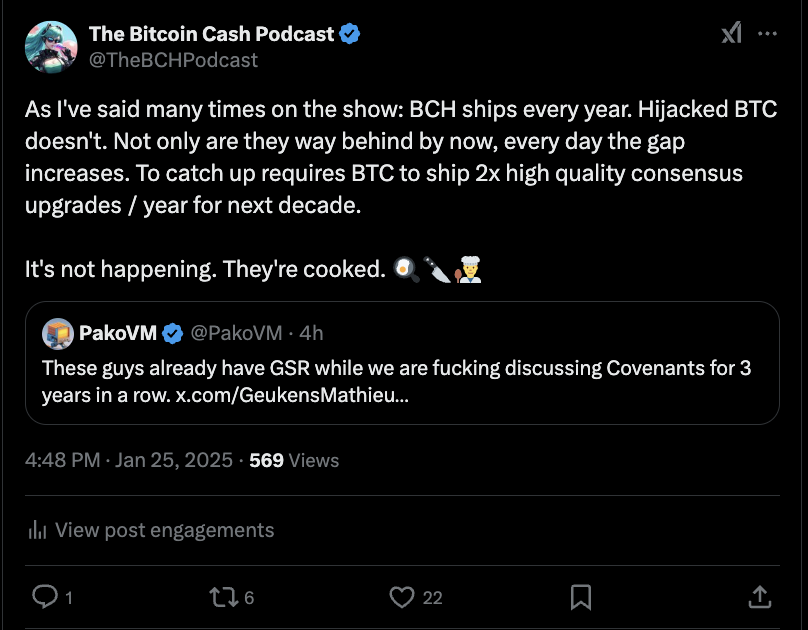 The Bitcoin Cash Podcast
@TheBCHPodcast
As I've said many times on the show: BCH ships every year. Hijacked BTC
doesn't. Not only are they way behind by now, every day the gap
increases. To catch up requires BTC to ship 2x high quality consensus
upgrades / year for next decade.
It's not happening. They're cooked. 🍳🔪👨‍🍳
PakoVM @PakoVM · 4h
These guys already have GSR while we are fucking discussing Covenants for 3
years in a row. x.com/GeukensMathieu...
4:48 PM · Jan 25, 2025 · 569 Views
View post engagements
1 6 22